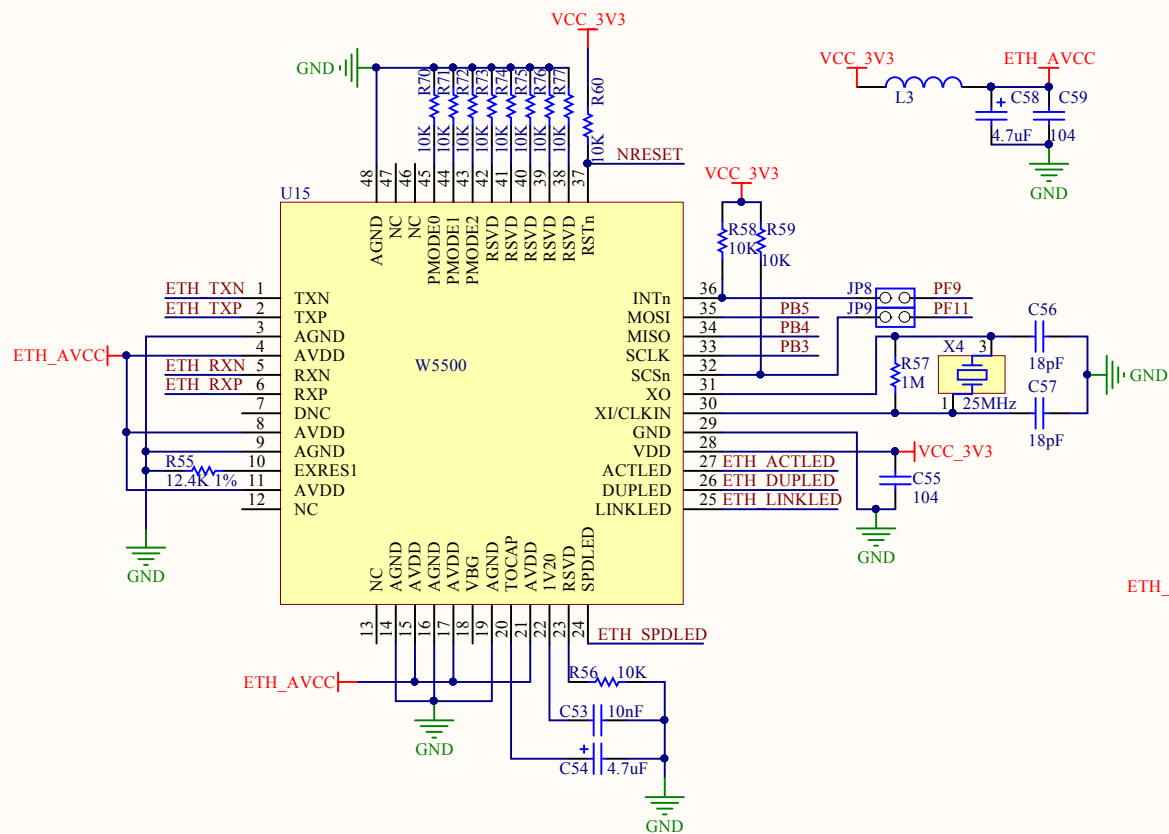 VCC_3V3
VCC_3V3
ETH_AVCC
GND
R70
R71
R72
R73
R74
R75
R76
R77
R60
L3
C58
C59
10K
10K
10K
10K
10K
10K
10K
10K
10K
4.7uF
104
NRESET
GND
48
47
46
45
44
43
42
41
40
39
38
37
VCC_3V3
U15
AGND
NC
NC
PMODE0
PMODE1
PMODE2
RSVD
RSVD
RSVD
RSVD
RSVD
RSTn
R58
R59
10K
10K
ETH_TXN 1 TXN
INTn 36 JP8 PF9
ETH_TXP 2 TXP
MOSI 35 PB5 JP9 PF11
3 AGND
MISO 34 PB4
C56
ETH_AVCC 4 AVDD
SCLK 33 PB3
X4 3
ETH_RXN 5 RXN
W5500
SCSn 32
R57
18pF
GND
ETH_RXP 6 RXP
XO 31
1M
C57
7 DNC
XI/CLKIN 30
1 25MHz
8 AVDD
GND 29
18pF
9 AGND
VDD 28
VCC_3V3
R55
10 EXRES1
ACTLED 27 ETH_ACTLED
12.4K 1%
11 AVDD
DUPLED 26 ETH_DUPLED
C55
12 NC
LINKLED 25 ETH_LINKLED
104
GND
GND
NC
AGND
AVDD
AGND
AVDD
VBG
AGND
TOCAP
AVDD
1V20
RSVD
SPDLED
ETH_
13
14
15
16
17
18
19
20
21
22
23
24
ETH_SPDLED
ETH_AVCC
R56 10K
C53 10nF
GND
C54 4.7uF
GND